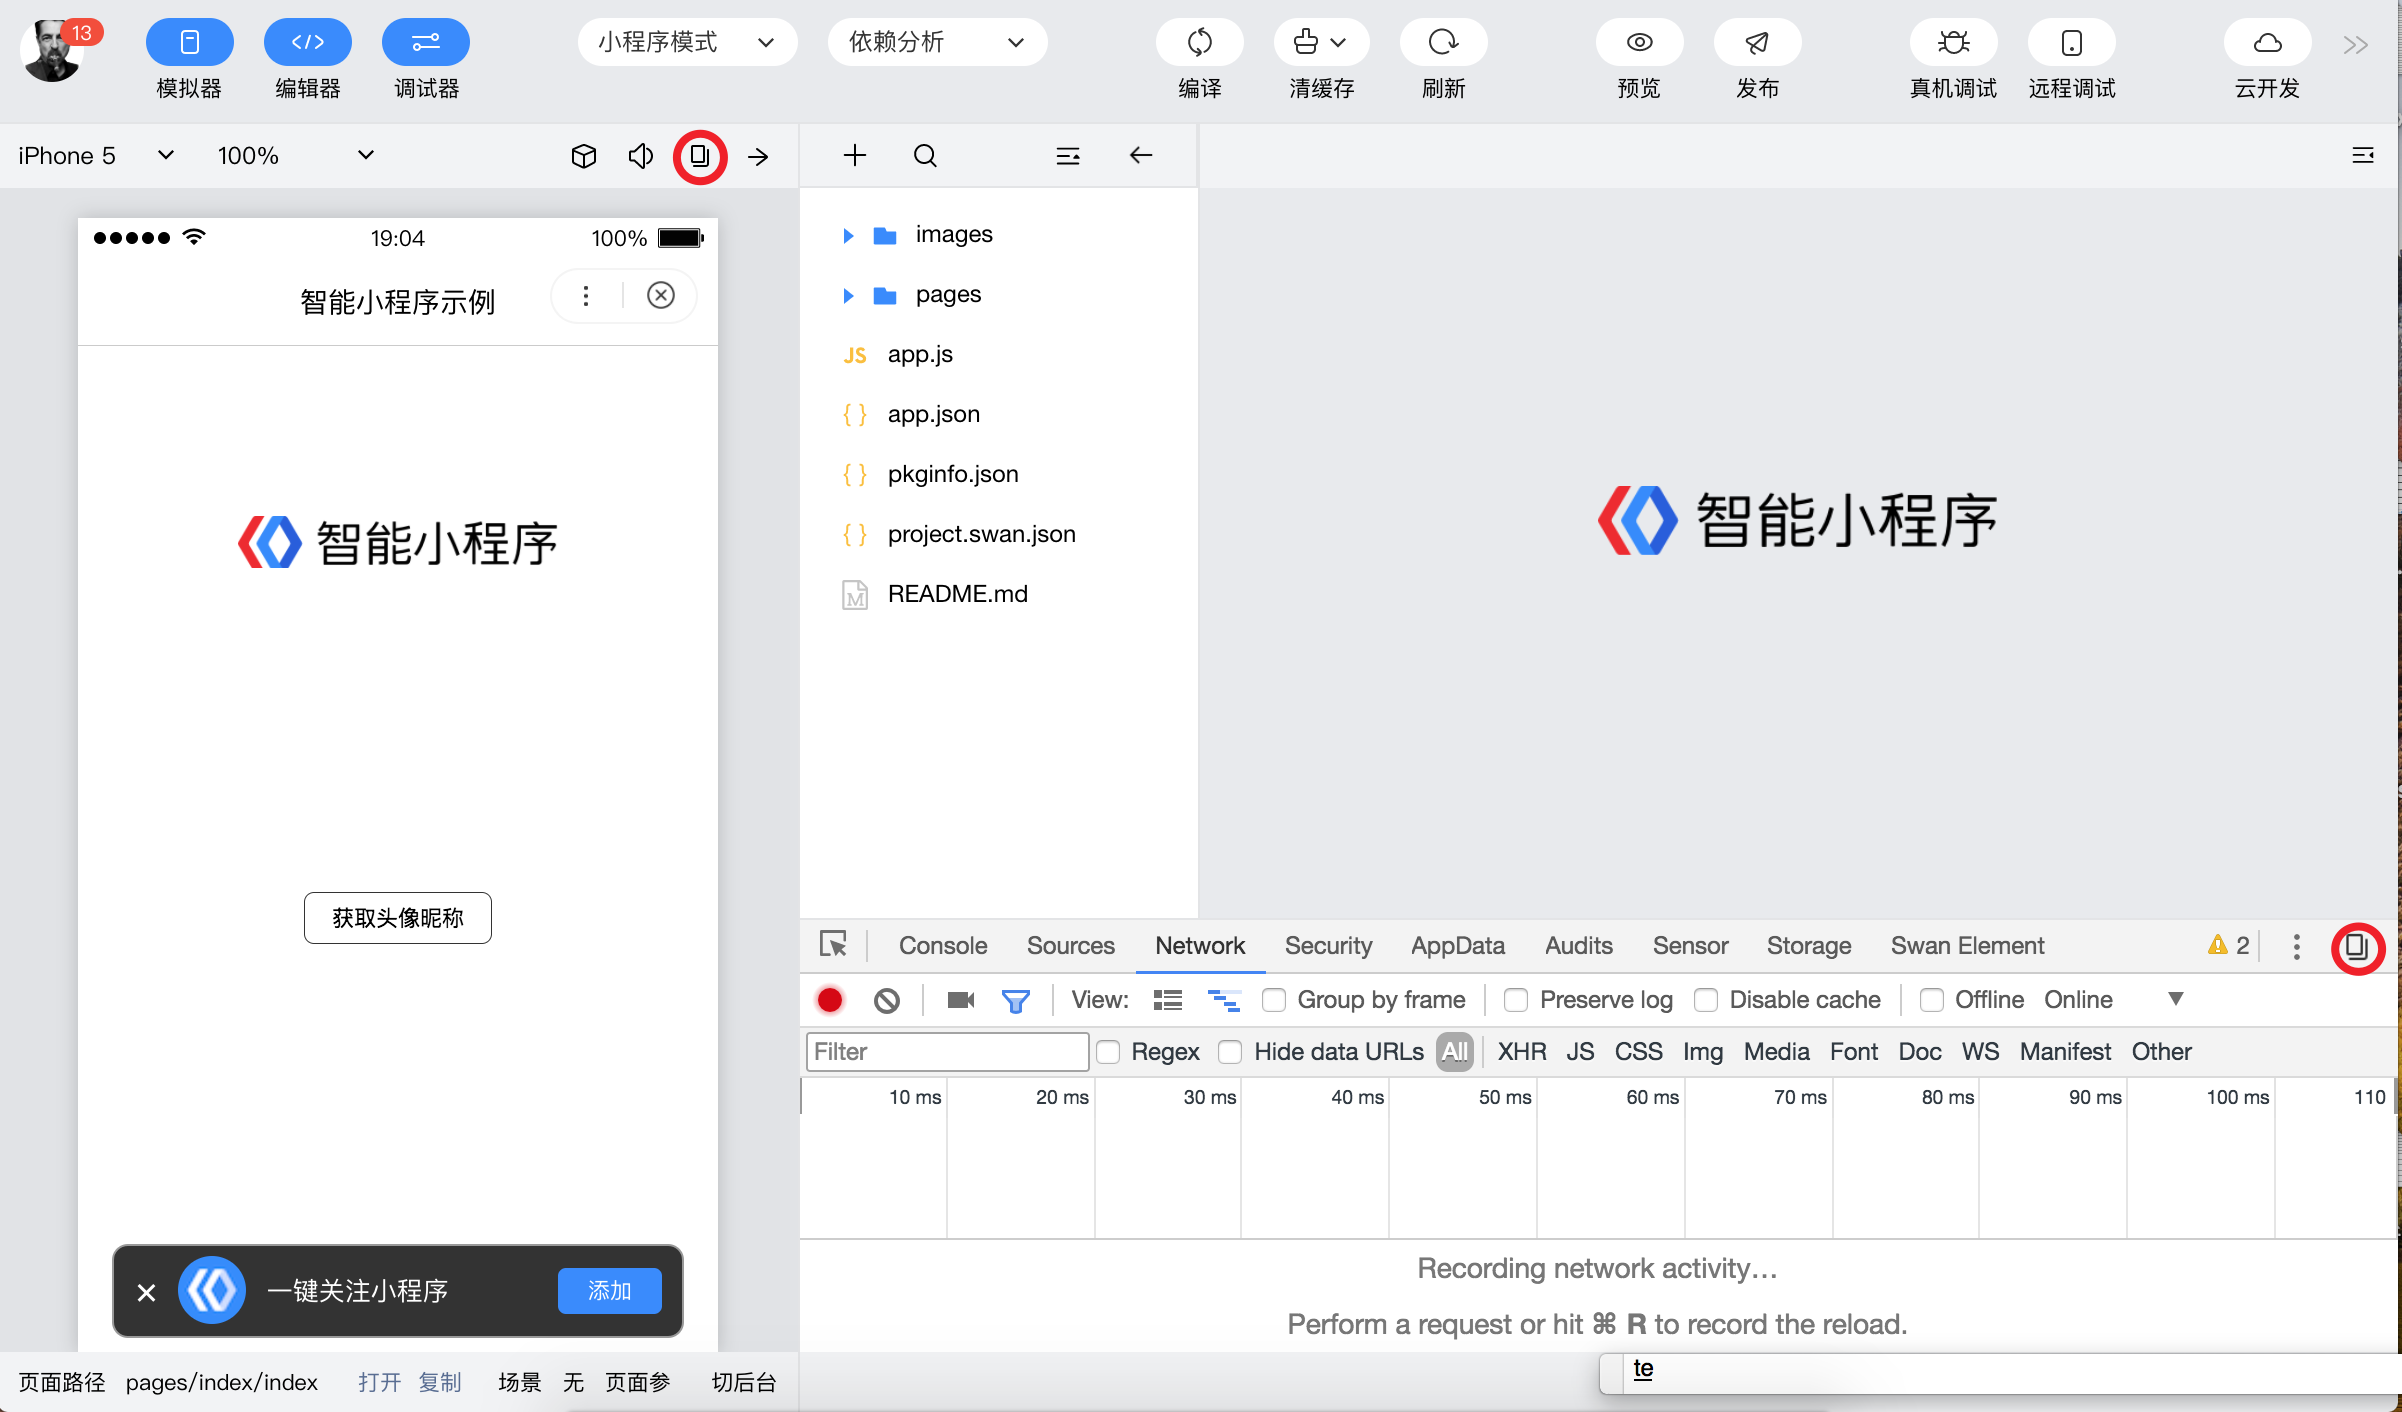 13
模拟器 编辑器 调试器 小程序模式 依赖分析 编译 清缓存 刷新 预览 发布 真机调试 远程调试 云开发
iPhone 5 100%
19:04 100%
智能小程序示例
智能小程序
获取头像昵称
一键关注小程序 添加
页面路径 pages/index/index 打开 复制 场景 无 页面参 切后台
images
pages
JS app.js
{ } app.json
{ } pkginfo.json
{ } project.swan.json
M README.md
智能小程序
Console Sources Network Security AppData Audits Sensor Storage Swan Element 2
View: Group by frame Preserve log Disable cache Offline Online
Filter Regex Hide data URLs All XHR JS CSS Img Media Font Doc WS Manifest Other
10 ms 20 ms 30 ms 40 ms 50 ms 60 ms 70 ms 80 ms 90 ms 100 ms 110
Recording network activity…
Perform a request or hit ⌘ R to record the reload.
te